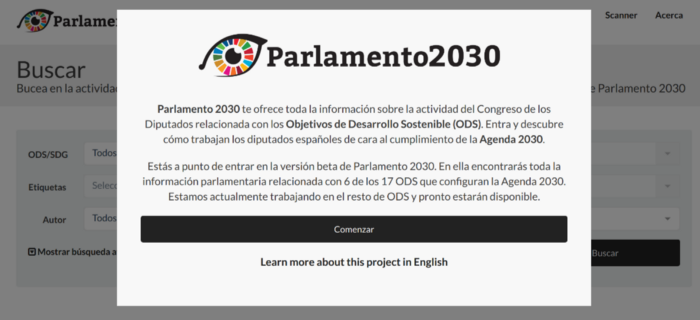 Parlame
Scanner Acerca
Parlamento2030
Buscar
Bucea en la activida
e Parlamento 2030
Parlamento 2030 te ofrece toda la información sobre la actividad del Congreso de los
Diputados relacionada con los Objetivos de Desarrollo Sostenible (ODS). Entra y descubre
cómo trabajan los diputados españoles de cara al cumplimiento de la Agenda 2030.
ODS/SDG Todos
Estás a punto de entrar en la versión beta de Parlamento 2030. En ella encontrarás toda la
información parlamentaria relacionada con 6 de los 17 ODS que configuran la Agenda 2030.
Estamos actualmente trabajando en el resto de ODS y pronto estarán disponible.
Etiquetas Selecc
Autor Todos
Comenzar
Mostrar búsqueda a
Buscar
Learn more about this project in English